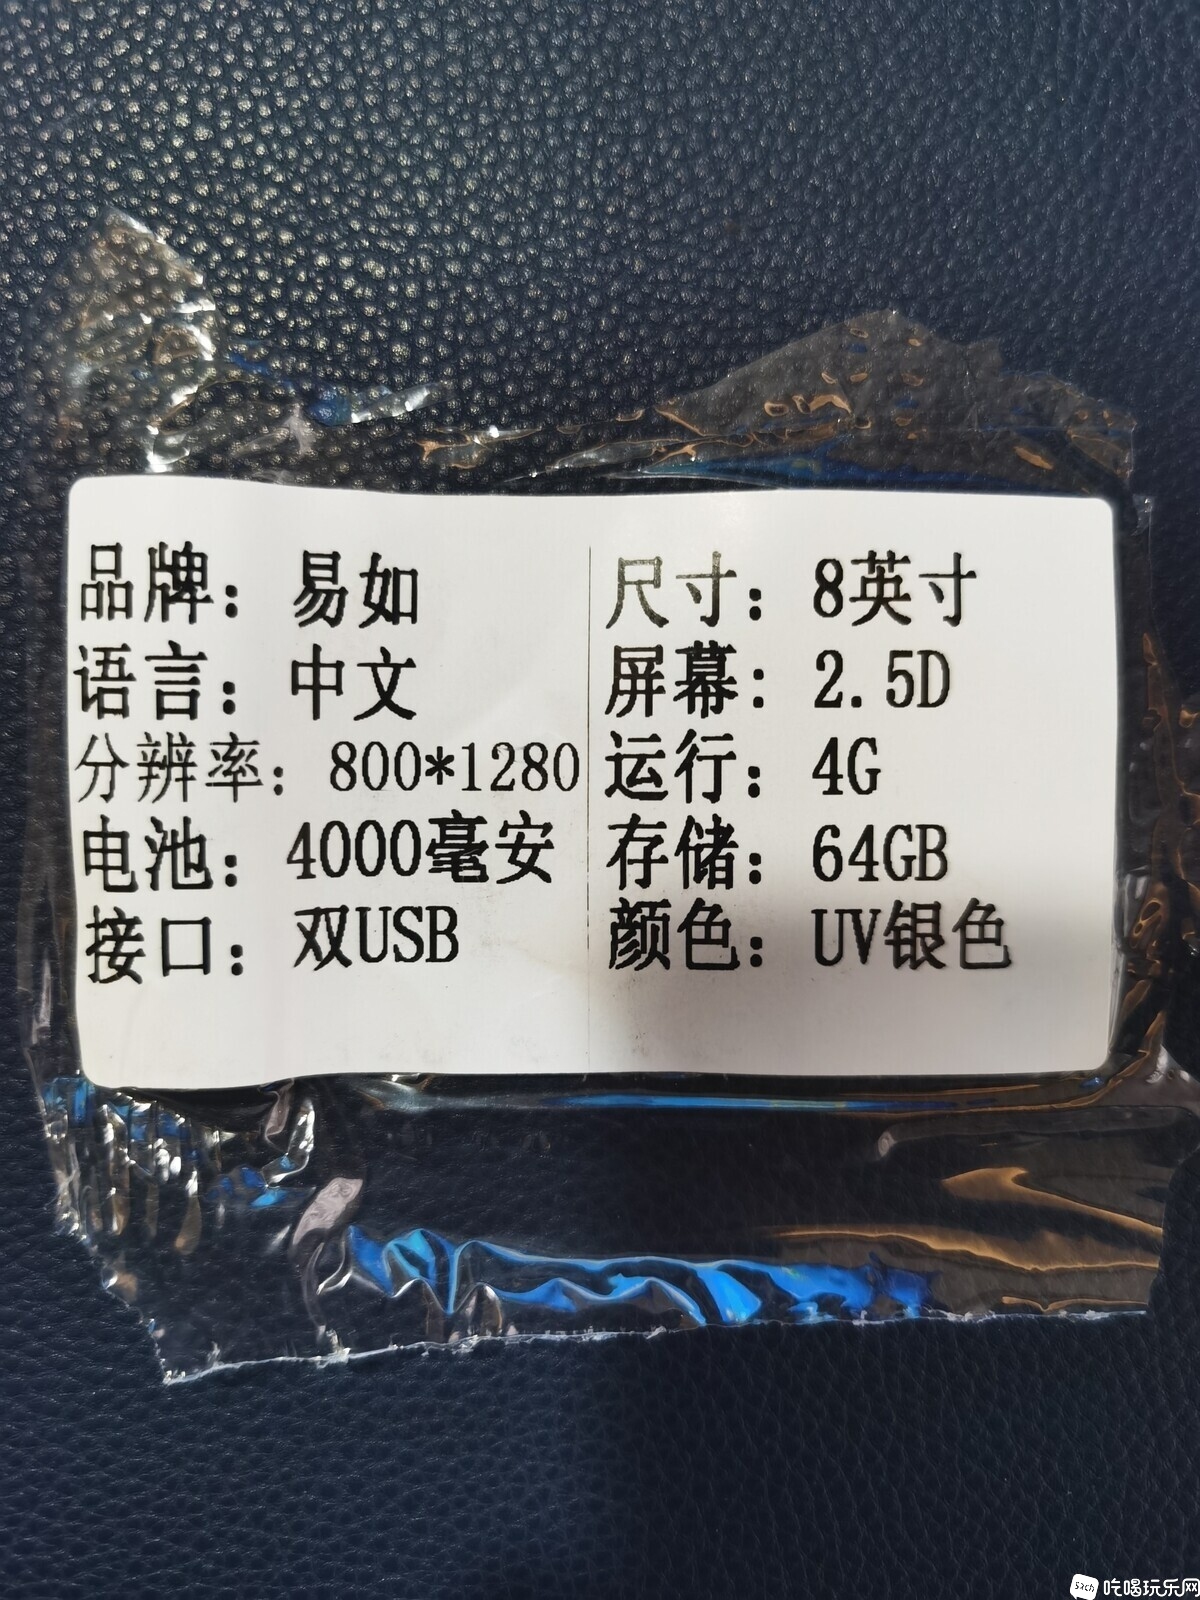 品牌：易如
语言：中文
分辨率：800*1280
电池：4000毫安
接口：双USB
尺寸：8英寸
屏幕：2.5D
运行：4G
存储：64GB
颜色：UV银色
吃喝玩乐网